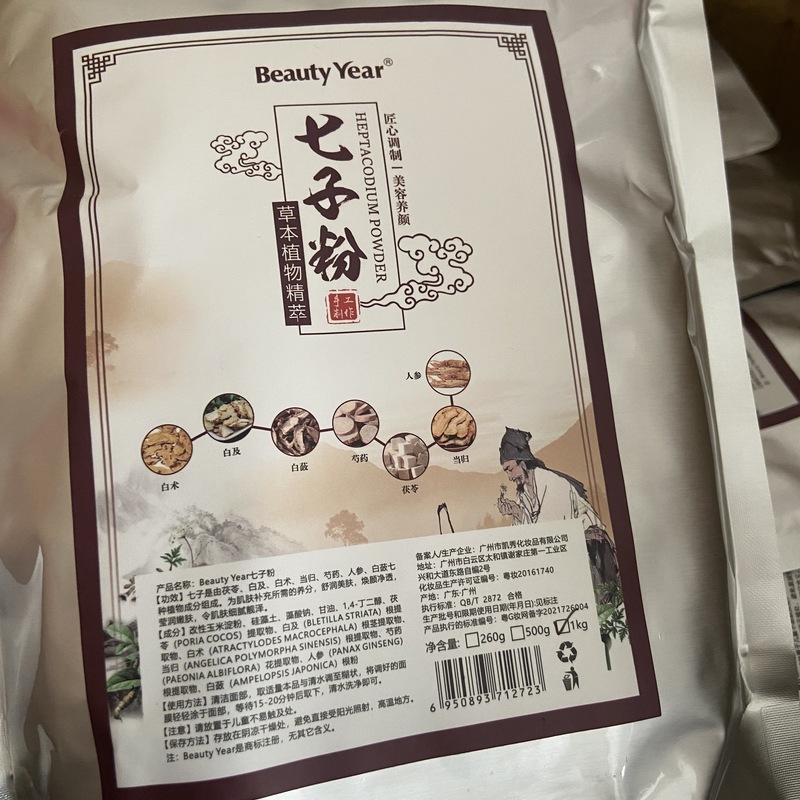 Beauty Year®
七子粉
HEPTACODIUM POWDER
匠心调制一美容养颜
草本植物精萃
手工
制作
人参
白术
白及
白蔹
芍药
茯苓
当归
产品名称：Beauty Year七子粉
【功效】七子是由茯苓、白及、白术、当归、芍药、人参、白蔹七
种植物成分组成。为肌肤补充所需的养分，舒润美肤，焕颜净透，
莹润嫩肤，令肌肤细腻靓泽。
【成分】改性玉米淀粉、硅藻土、藻酸钠、甘油、1,4-丁二醇、茯
苓 (PORIA COCOS) 提取物、白及 (BLETILLA STRIATA) 根提
取物、白术 (ATRACTYLODES MACROCEPHALA) 根茎提取物、
当归 (ANGELICA POLYMORPHA SINENSIS) 根提取物、芍药
(PAEONIA ALBIFLORA) 花提取物、人参 (PANAX GINSENG)
根提取物、白蔹 (AMPELOPSIS JAPONICA) 根粉
【使用方法】清洁面部，取适量本品与清水调至糊状，将调好的面
膜轻轻涂于面部，等待15-20分钟后取下，清水洗净即可。
【注意】请放置于儿童不易触及处。
【保存方法】存放在阴凉干燥处，避免直接受阳光照射，高温地方。
注：Beauty Year是商标注册，无其它含义。
备案人/生产企业：广州市凯秀化妆品有限公司
地址：广州市白云区太和镇谢家庄第一工业区
兴和大道东路自编2号
化妆品生产许可证编号：粤妆20161740
产地：广东·广州
执行标准：QB/T 2872 合格
生产批号和限期使用日期(年月日):见标注
产品执行的标准编号：粤G妆网备字2021726004
净含量：□260g □500g ☑1kg
6 950893 712723